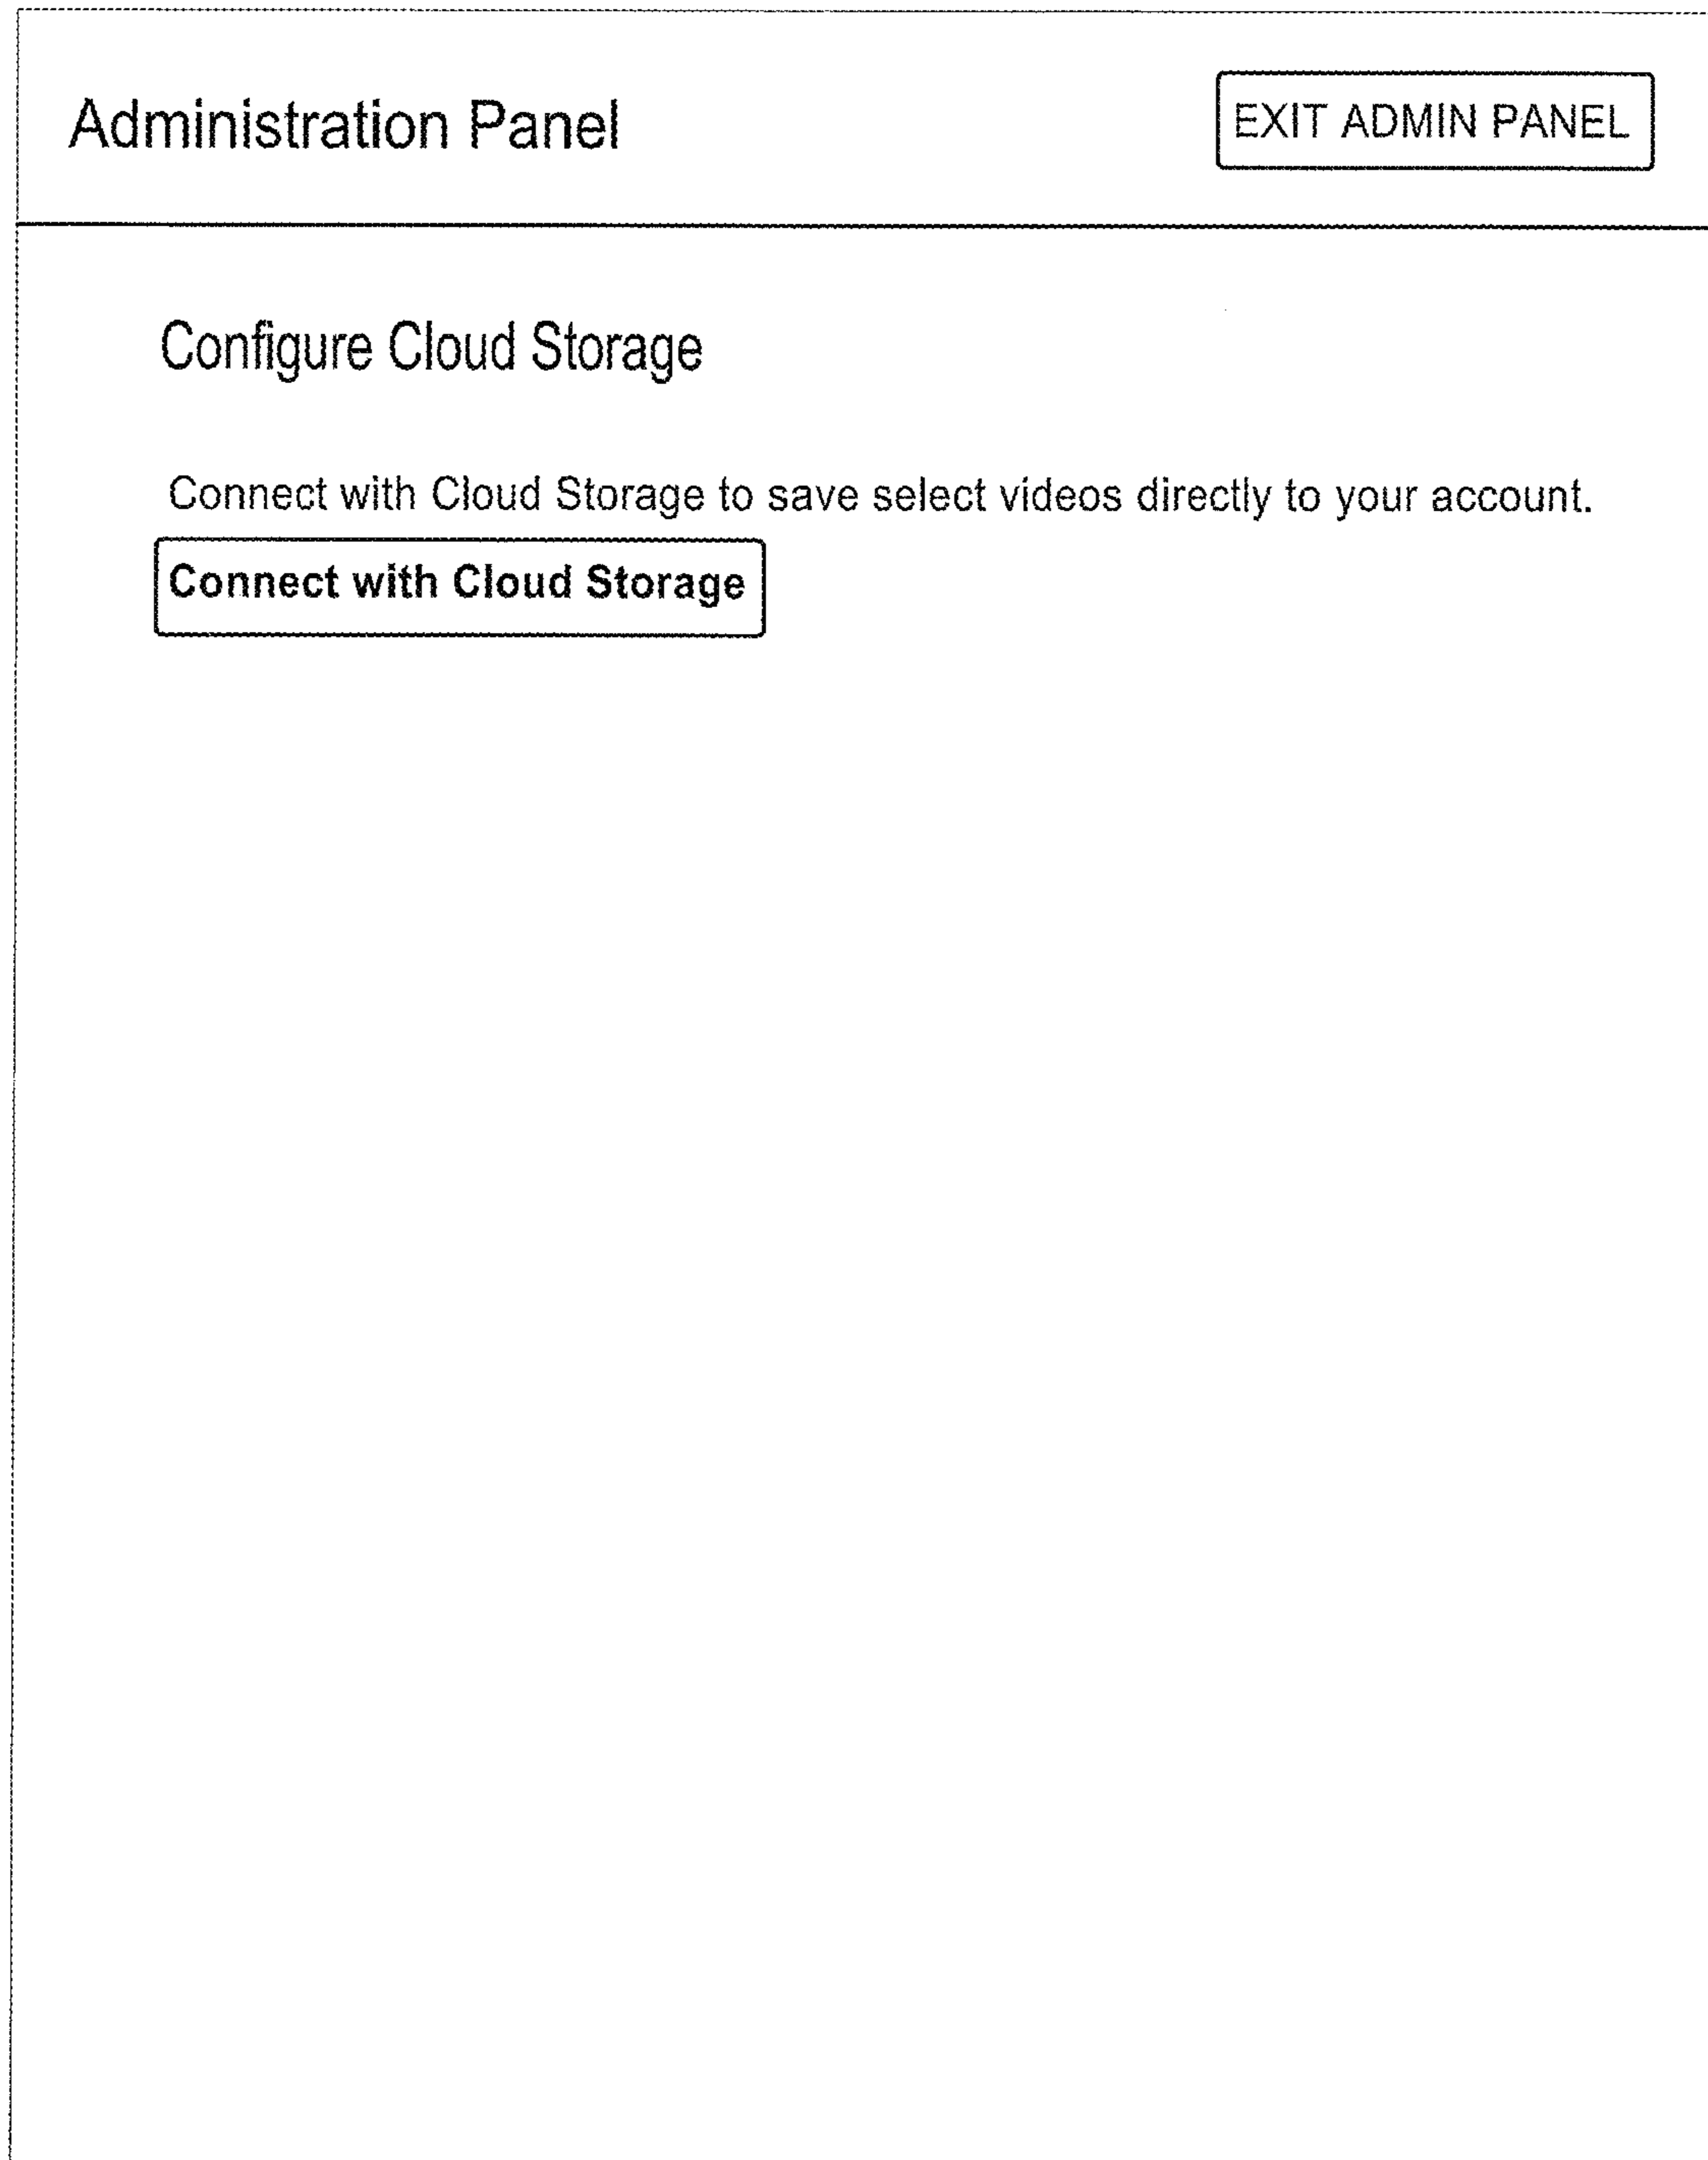 Administration Panel
EXIT ADMIN PANEL
Configure Cloud Storage
Connect with Cloud Storage to save select videos directly to your account.
Connect with Cloud Storage